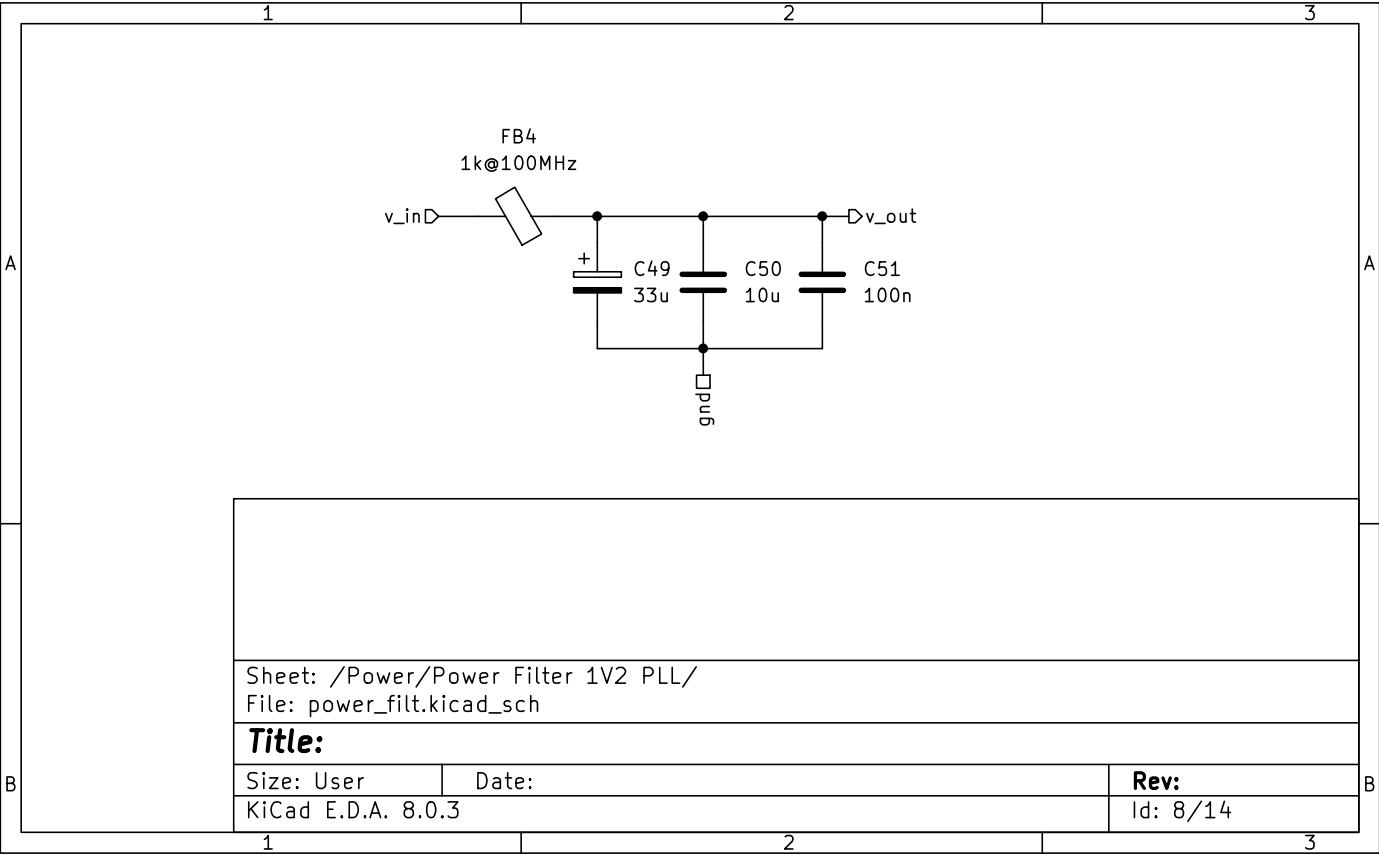 1 2 3
FB4
1k@100MHz
v_in v_out
A A
+ C49 C50 C51
33u 10u 100n
gnd
Sheet: /Power/Power Filter 1V2 PLL/
File: power_filt.kicad_sch
Title:
B Size: User Date: Rev: B
KiCad E.D.A. 8.0.3 Id: 8/14
1 2 3